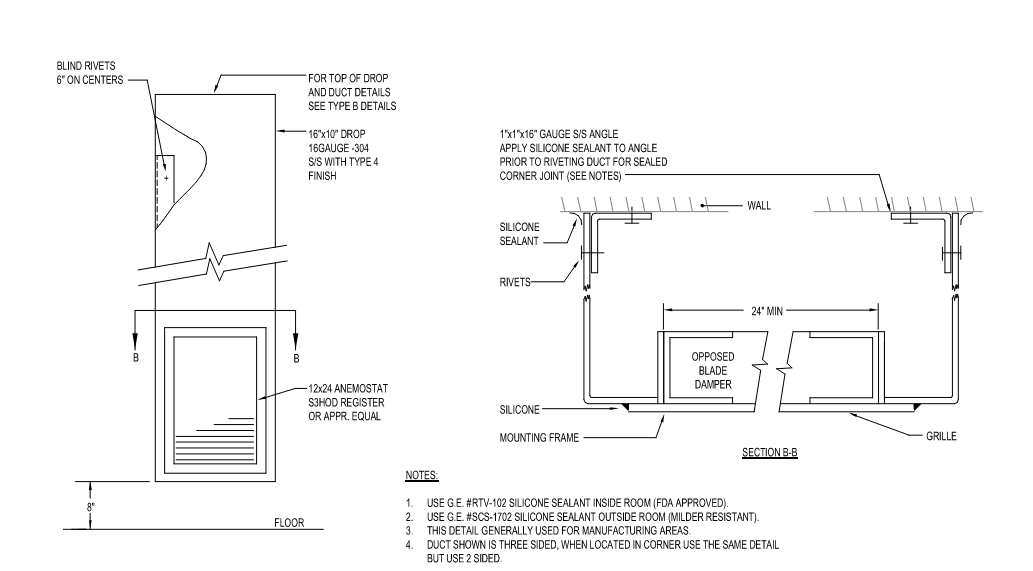 BLIND RIVETS
6" ON CENTERS
FOR TOP OF DROP
AND DUCT DETAILS
SEE TYPE B DETAILS
16"x10" DROP
16GAUGE -304
S/S WITH TYPE 4
FINISH
B
B
12x24 ANEMOSTAT
S3HOD REGISTER
OR APPR. EQUAL
8"
FLOOR
1"x1"x16" GAUGE S/S ANGLE
APPLY SILICONE SEALANT TO ANGLE
PRIOR TO RIVETING DUCT FOR SEALED
CORNER JOINT (SEE NOTES)
WALL
SILICONE
SEALANT
RIVETS
24" MIN
OPPOSED
BLADE
DAMPER
SILICONE
MOUNTING FRAME
GRILLE
SECTION B-B
NOTES:
1. USE G.E. #RTV-102 SILICONE SEALANT INSIDE ROOM (FDA APPROVED).
2. USE G.E. #SCS-1702 SILICONE SEALANT OUTSIDE ROOM (MILDER RESISTANT).
3. THIS DETAIL GENERALLY USED FOR MANUFACTURING AREAS.
4. DUCT SHOWN IS THREE SIDED, WHEN LOCATED IN CORNER USE THE SAME DETAIL
BUT USE 2 SIDED.